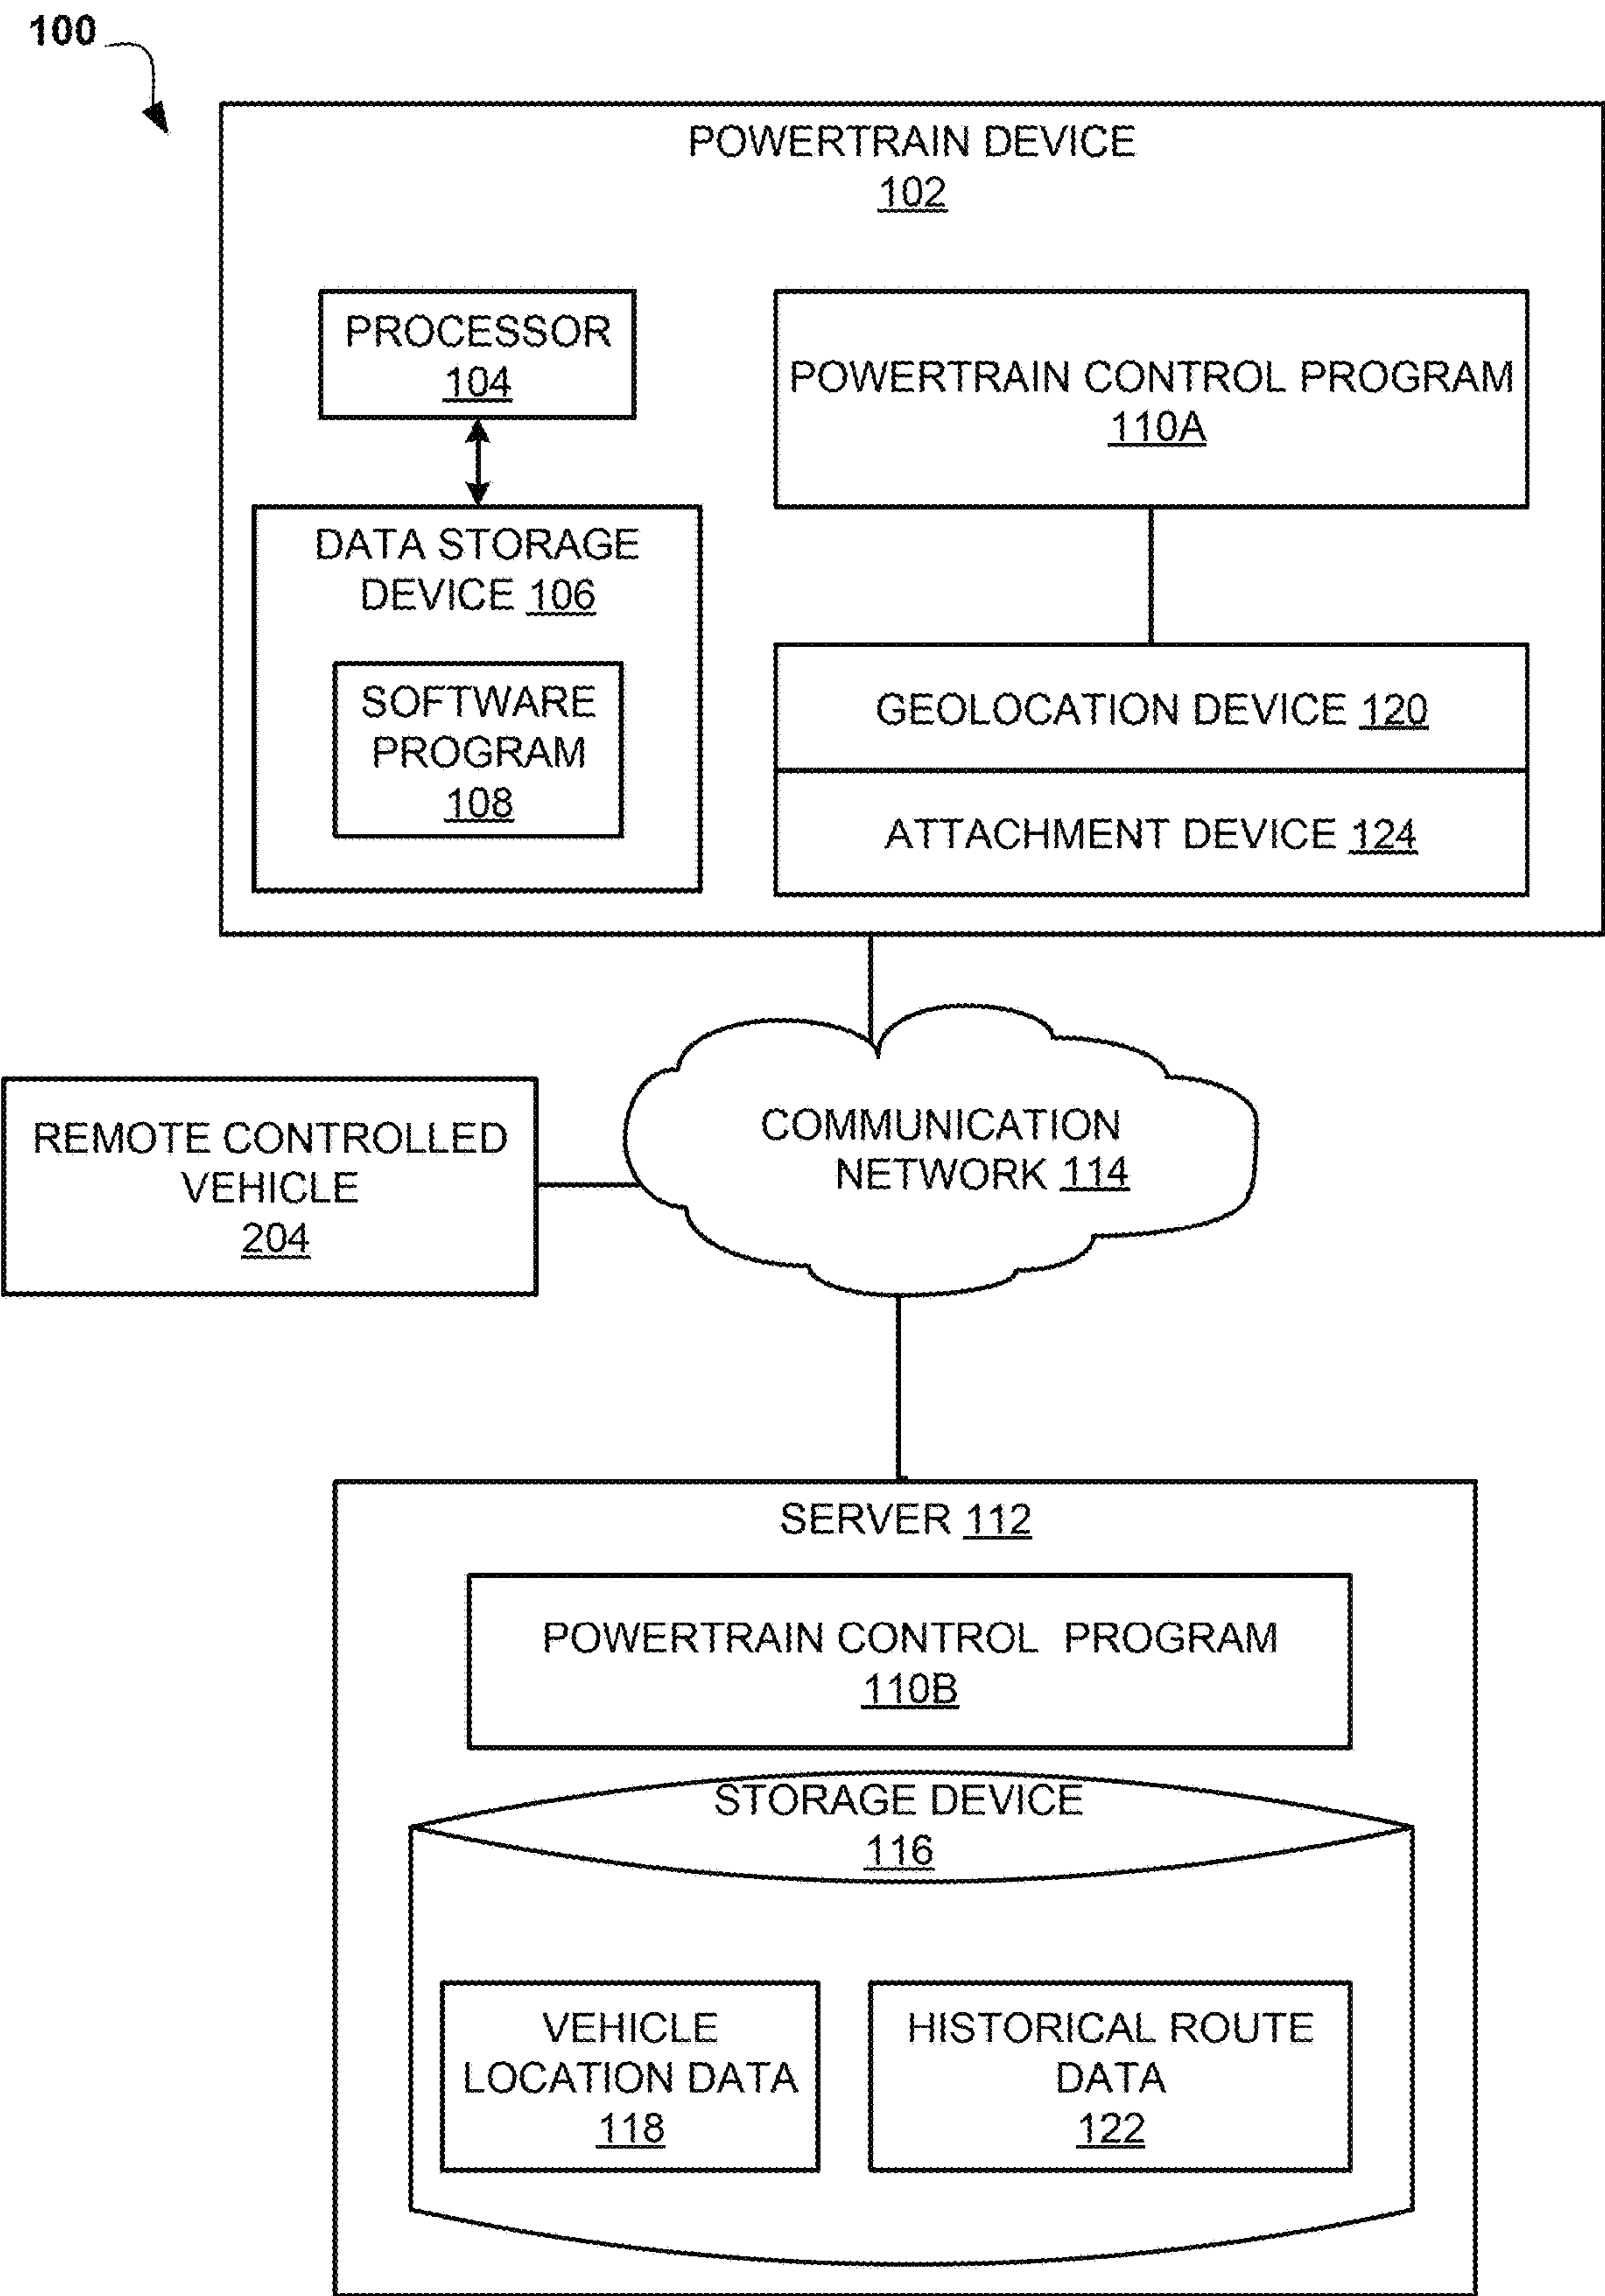 100
POWERTRAIN DEVICE
102
PROCESSOR
104
POWERTRAIN CONTROL PROGRAM
110A
DATA STORAGE
DEVICE 106
SOFTWARE
PROGRAM
108
GEOLOCATION DEVICE 120
ATTACHMENT DEVICE 124
COMMUNICATION
NETWORK 114
REMOTE CONTROLLED
VEHICLE
204
SERVER 112
POWERTRAIN CONTROL PROGRAM
110B
STORAGE DEVICE
116
VEHICLE
LOCATION DATA
118
HISTORICAL ROUTE
DATA
122